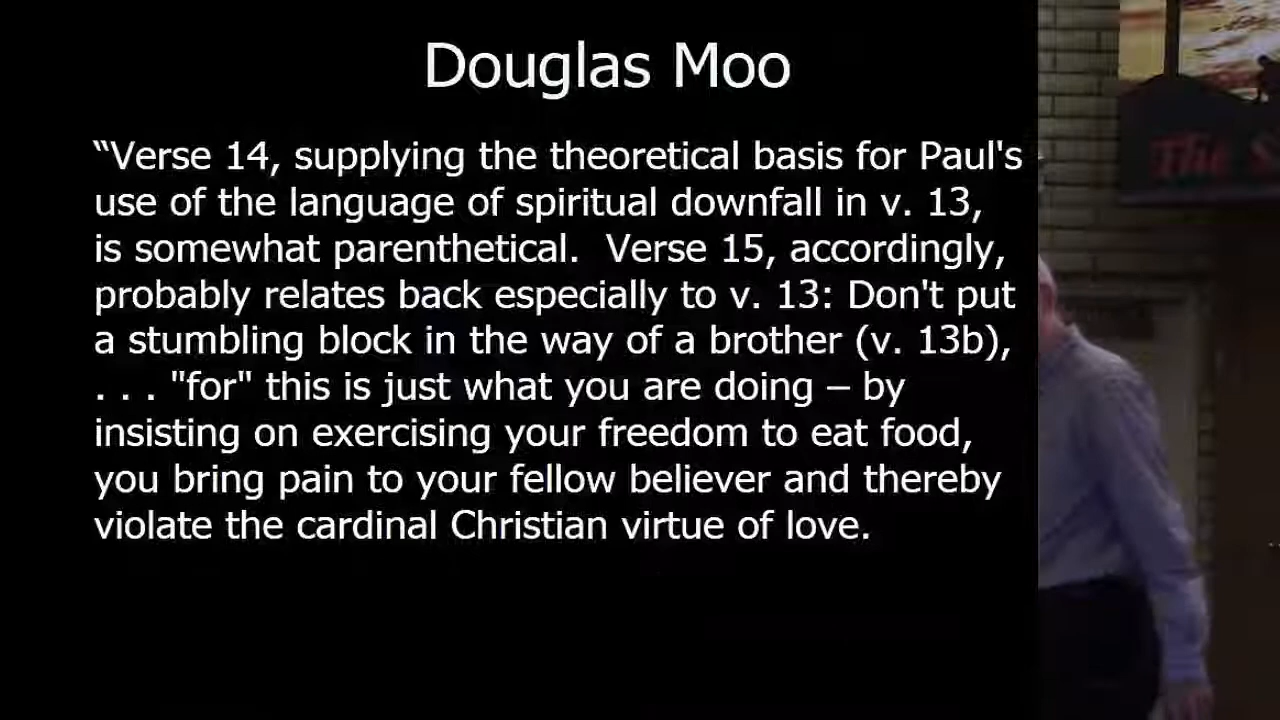 Douglas Moo
“Verse 14, supplying the theoretical basis for Paul's
use of the language of spiritual downfall in v. 13,
is somewhat parenthetical.  Verse 15, accordingly,
probably relates back especially to v. 13: Don't put
a stumbling block in the way of a brother (v. 13b),
. . . "for" this is just what you are doing – by
insisting on exercising your freedom to eat food,
you bring pain to your fellow believer and thereby
violate the cardinal Christian virtue of love.
The